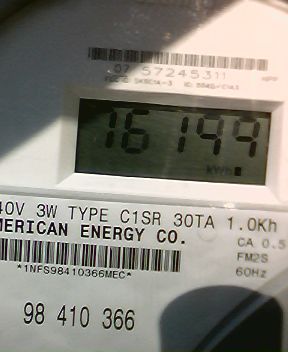 07 57245311
16149
kWh
40V 3W TYPE C1SR 30TA 1.0Kh
MERICAN ENERGY CO.
CA 0.5
FM2S
60Hz
*1NFS98410366MEC*
98 410 366